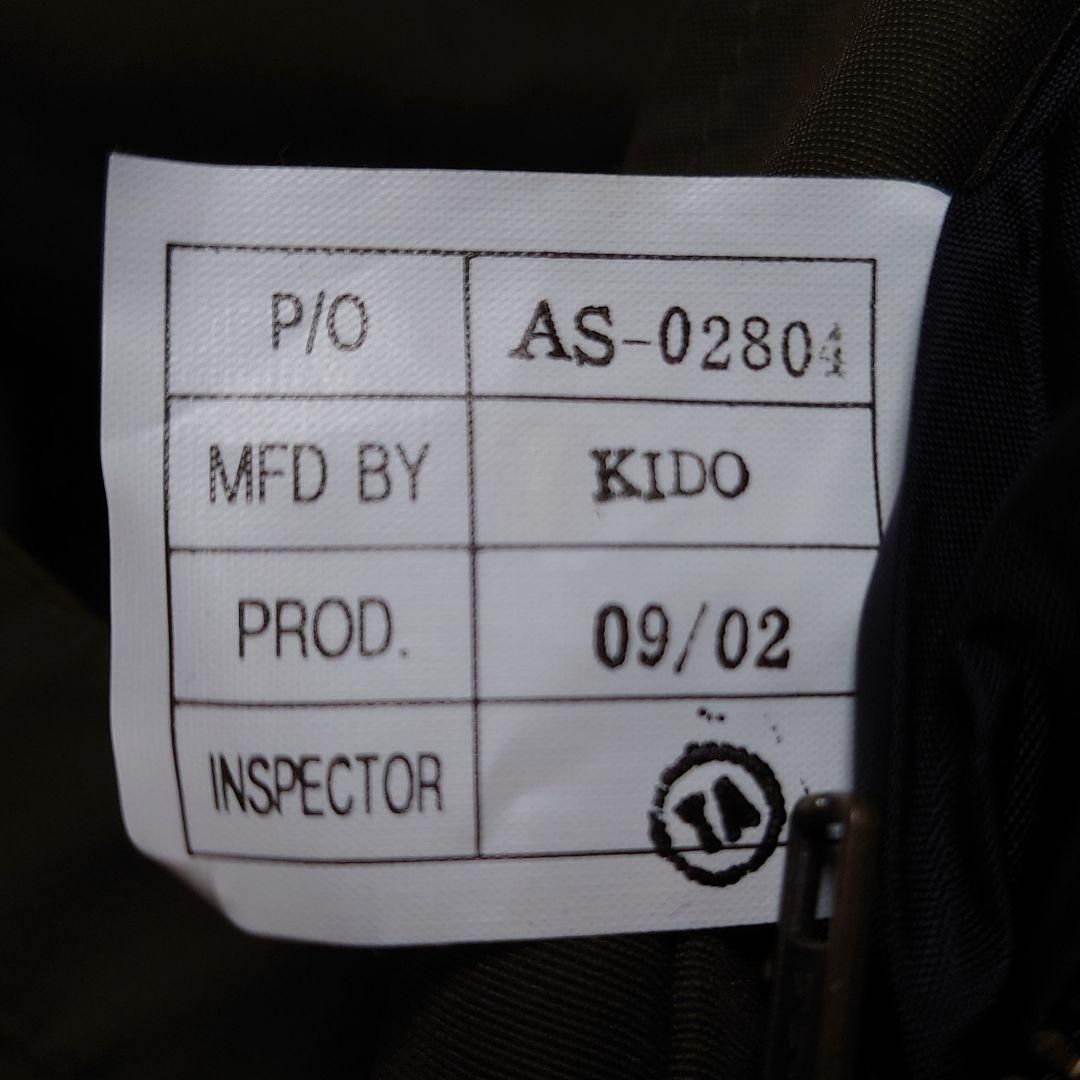 P/O AS-02804
MFD BY KIDO
PROD. 09/02
INSPECTOR